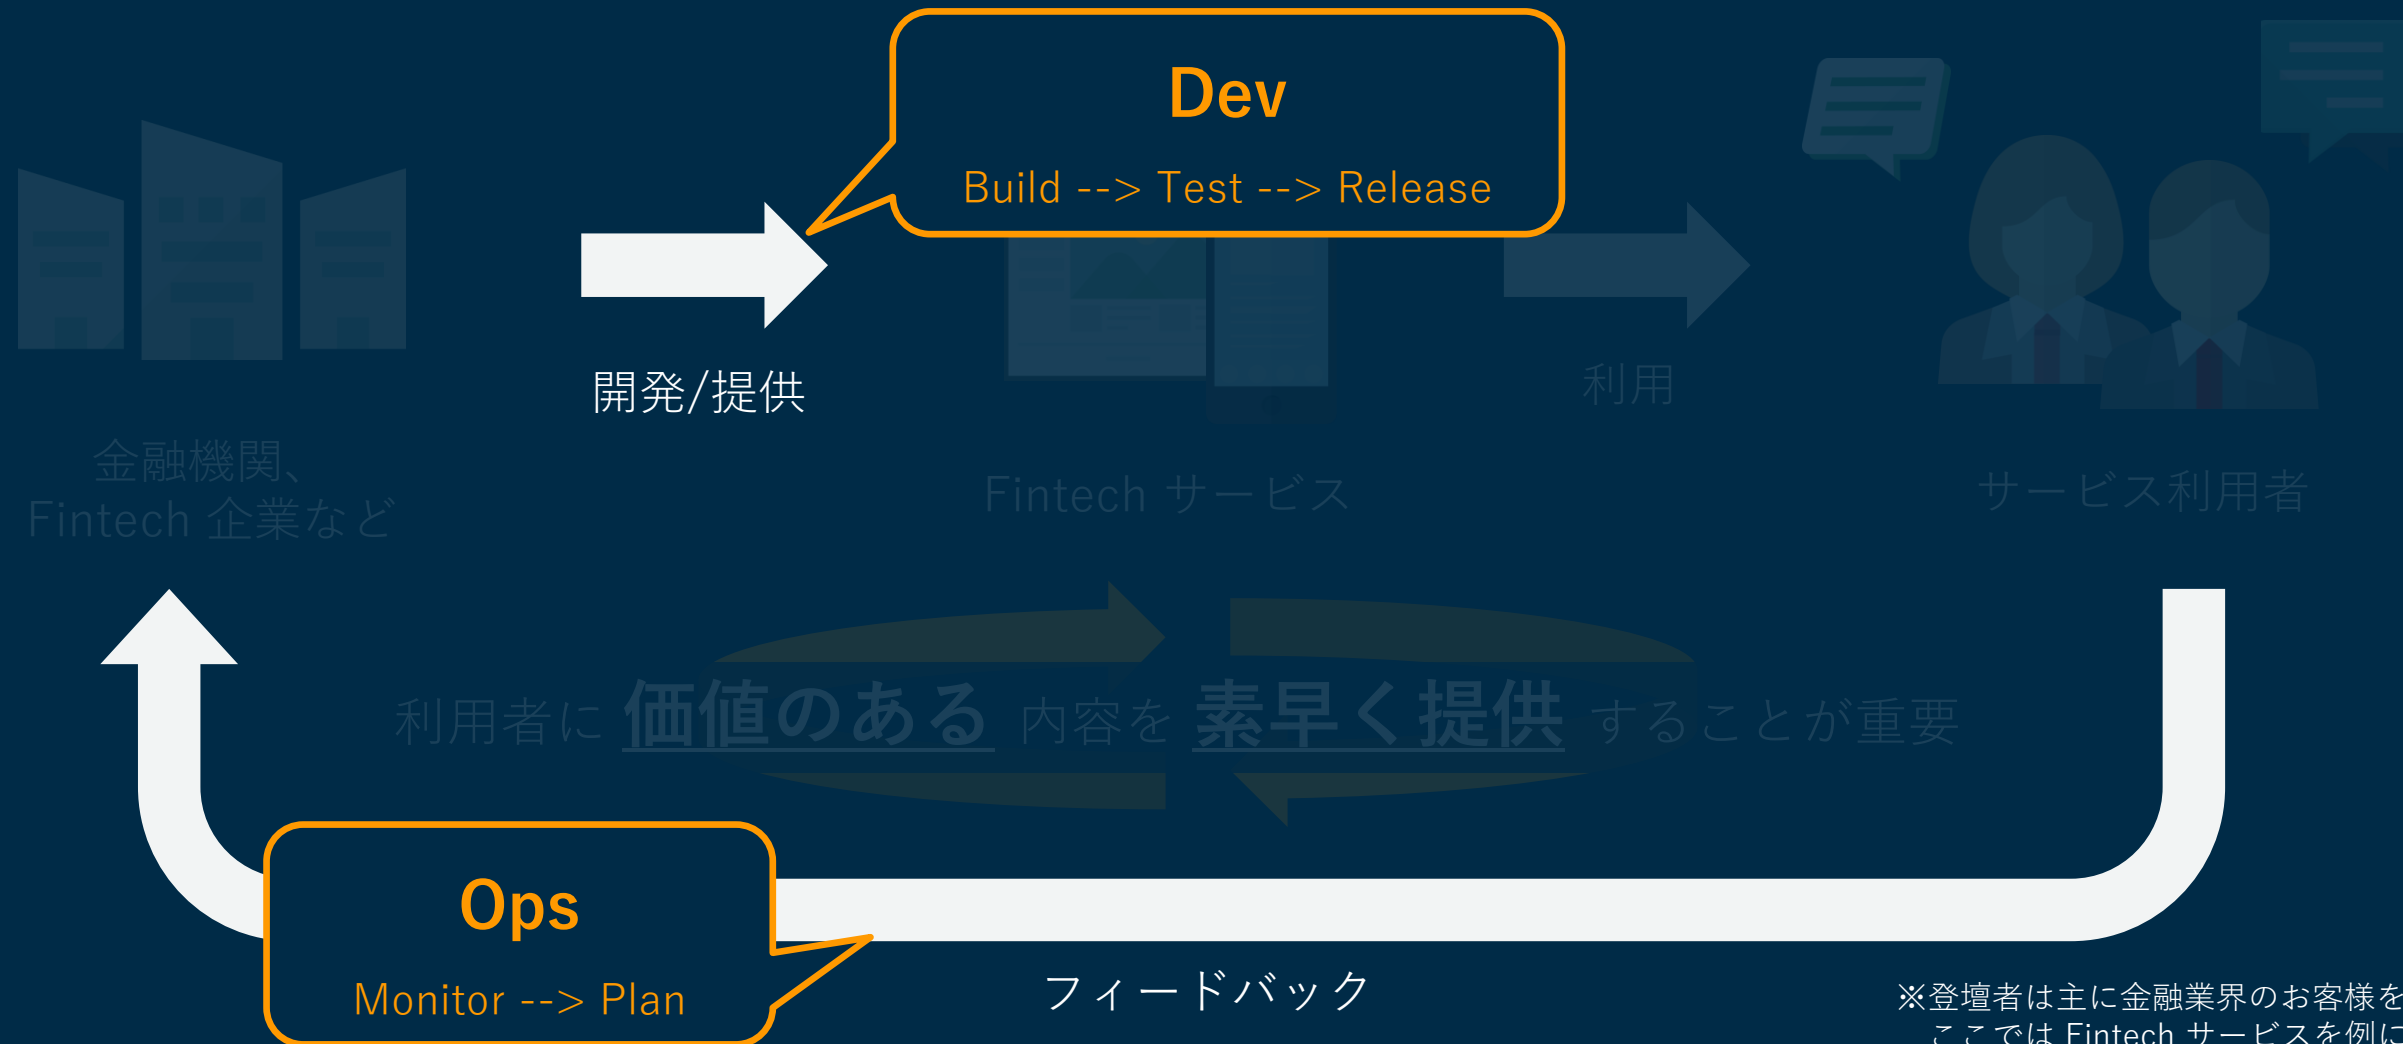 Dev
Build --> Test --> Release
開発/提供
利用
金融機関、
Fintech 企業など
Fintech サービス
サービス利用者
利用者に 価値のある 内容を 素早く提供 することが重要
Ops
Monitor --> Plan
フィードバック
※登壇者は主に金融業界のお客様を
ここでは Fintech サービスを例に